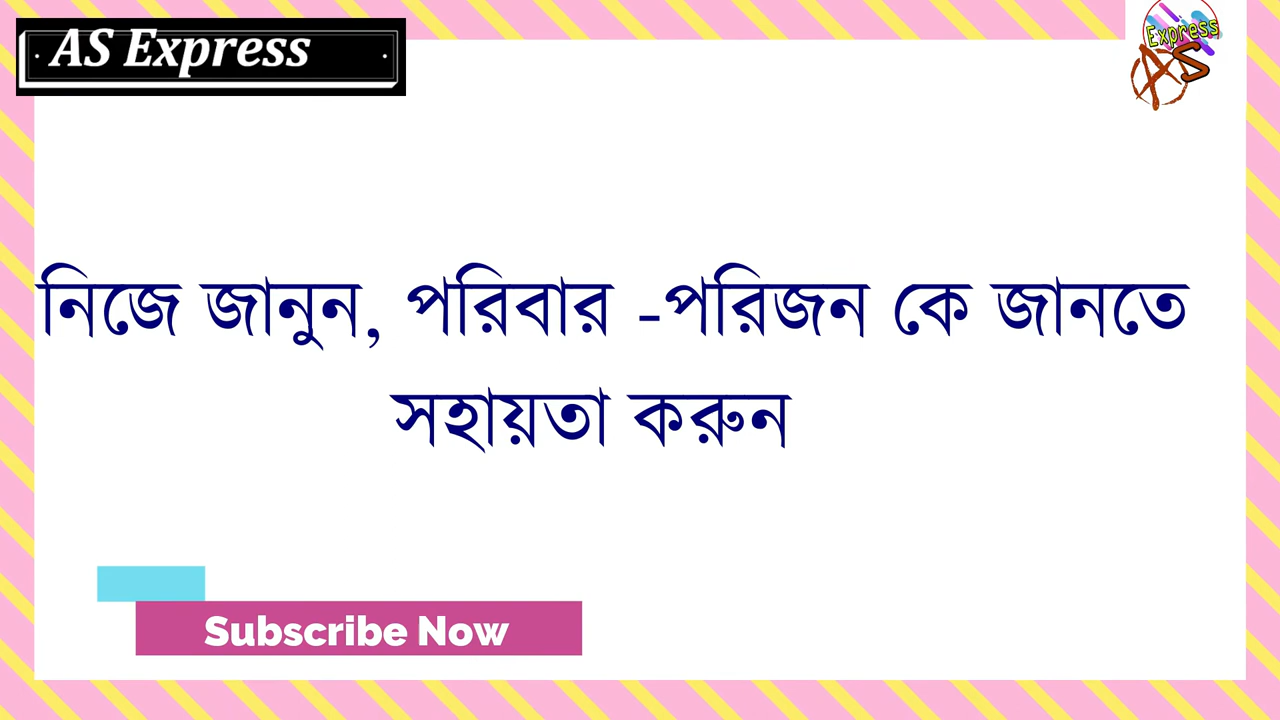 AS Express
Express
AS
নিজে জানুন, পরিবার -পরিজন কে জানতে
সহায়তা করুন
Subscribe Now